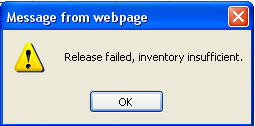 Message from webpage
Release failed, inventory insufficient.
OK